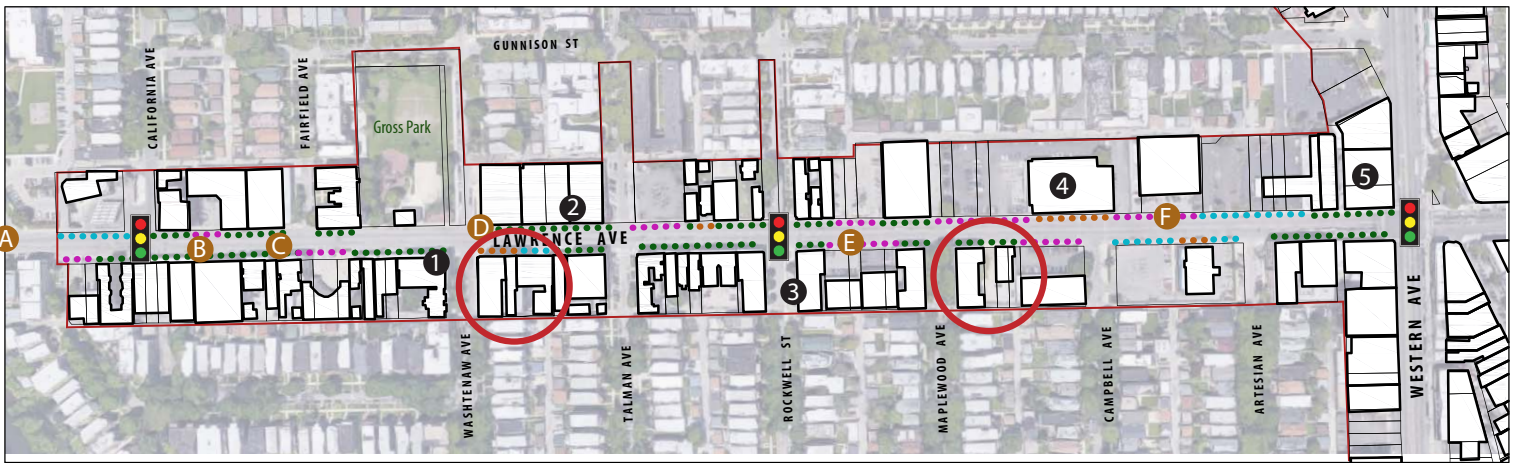 GUNNISON ST
CALIFORNIA AVE
FAIRFIELD AVE
Gross Park
4
5
2
D
F
A
B
C
LAWRENCE AVE
E
1
3
WASHTENAW AVE
TALMAN AVE
ROCKWELL ST
MAPLEWOOD AVE
CAMPBELL AVE
ARTESIAN AVE
WESTERN AVE